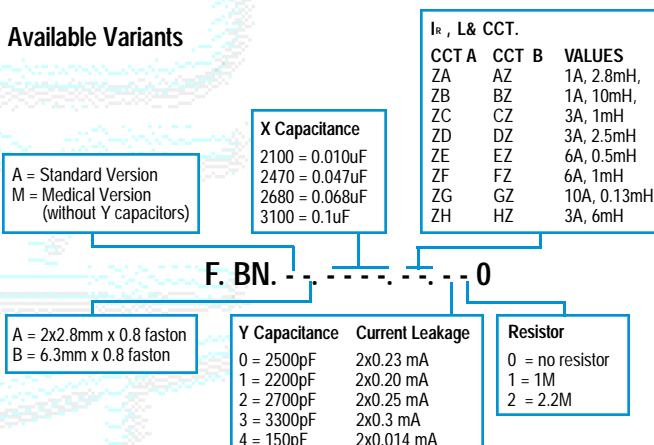 Available Variants
IR , L& CCT.
CCT A CCT B VALUES
ZA AZ 1A, 2.8mH,
ZB BZ 1A, 10mH,
ZC CZ 3A, 1mH
ZD DZ 3A, 2.5mH
ZE EZ 6A, 0.5mH
ZF FZ 6A, 1mH
ZG GZ 10A, 0.13mH
ZH HZ 3A, 6mH
X Capacitance
2100 = 0.010uF
2470 = 0.047uF
2680 = 0.068uF
3100 = 0.1uF
A = Standard Version
M = Medical Version
(without Y capacitors)
F. BN. - -. - - - -. - -. - - 0
A = 2x2.8mm x 0.8 faston
B = 6.3mm x 0.8 faston
Y Capacitance Current Leakage
0 = 2500pF 2x0.23 mA
1 = 2200pF 2x0.20 mA
2 = 2700pF 2x0.25 mA
3 = 3300pF 2x0.3 mA
4 = 150pF 2x0.014 mA
Resistor
0 = no resistor
1 = 1M
2 = 2.2M